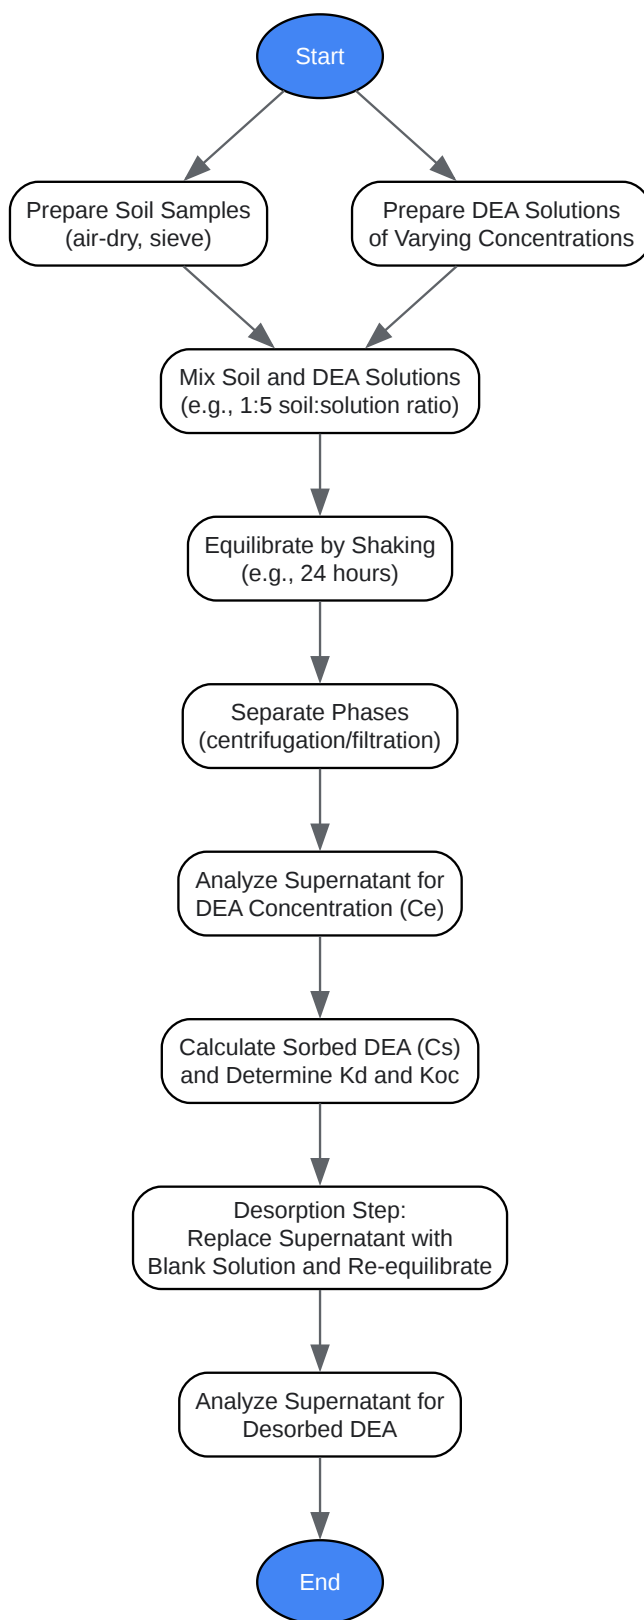 Start
Prepare Soil Samples
(air-dry, sieve)
Prepare DEA Solutions
of Varying Concentrations
Mix Soil and DEA Solutions
(e.g., 1:5 soil:solution ratio)
Equilibrate by Shaking
(e.g., 24 hours)
Separate Phases
(centrifugation/filtration)
Analyze Supernatant for
DEA Concentration (Ce)
Calculate Sorbed DEA (Cs)
and Determine Kd and Koc
Desorption Step:
Replace Supernatant with
Blank Solution and Re-equilibrate
Analyze Supernatant for
Desorbed DEA
End